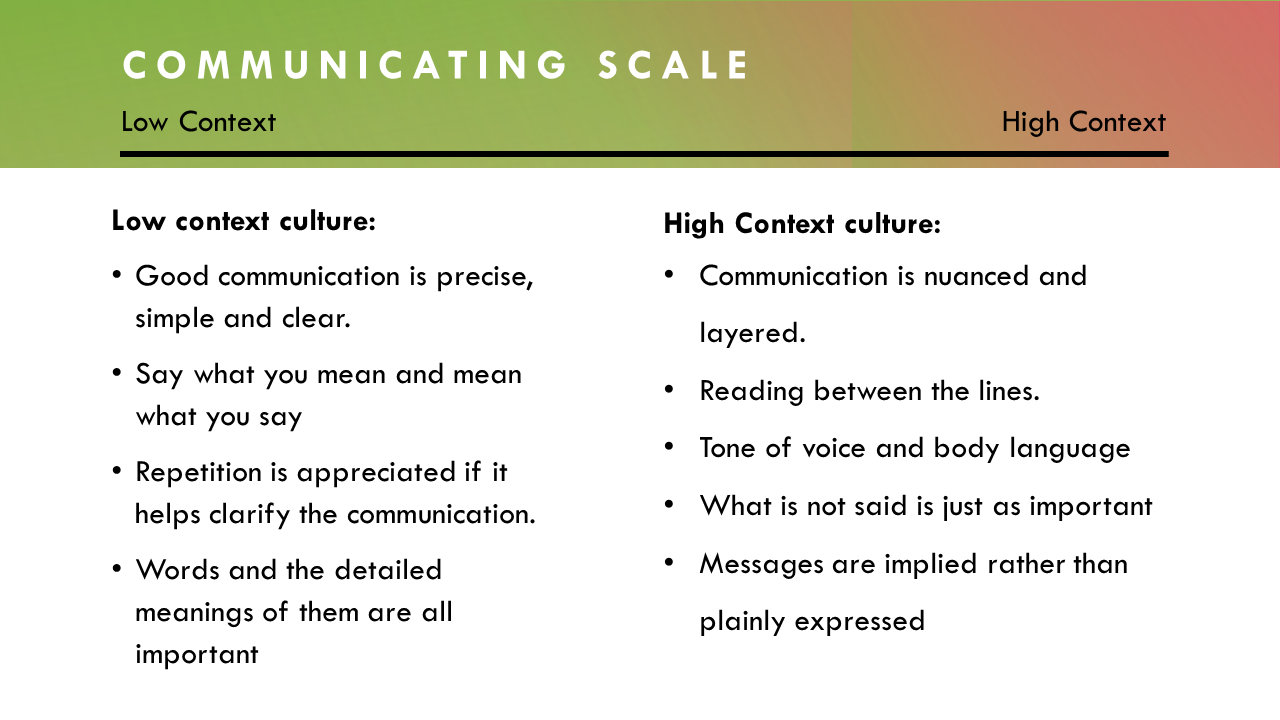 COMMUNICATING SCALE
Low Context
High Context
Low context culture:
• Good communication is precise,
simple and clear.
• Say what you mean and mean
what you say
• Repetition is appreciated if it
helps clarify the communication.
• Words and the detailed
meanings of them are all
important
High Context culture:
• Communication is nuanced and
layered.
• Reading between the lines.
• Tone of voice and body language
• What is not said is just as important
• Messages are implied rather than
plainly expressed